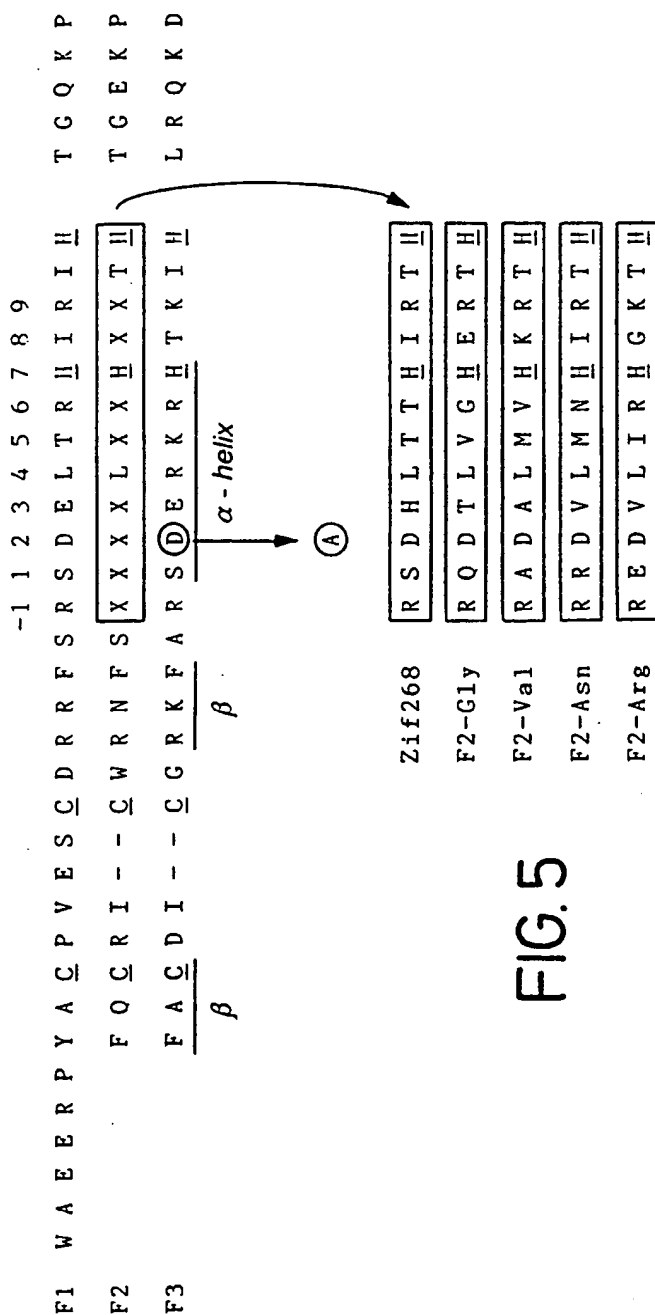 -1 1 2 3 4 5 6 7 8 9
F1 W A E E R P Y A C P V E S C D R R F S R S D E L T R H I R I H T G Q K P
F2 F Q C R I - - C W R N F S X X X X X L X X H X X T H T G E K P
F3 F A C D I - - C G R K F A R S D E R K R H T K I H L R Q K D
β β α - helix
A
Zif268 R S D H L T T H I R T H
F2-Gly R Q D T L V G H E R T H
F2-Val R A D A L M V H K R T H
F2-Asn R R D V L M N H I R T H
F2-Arg R E D V L I R H G K T H
FIG. 5